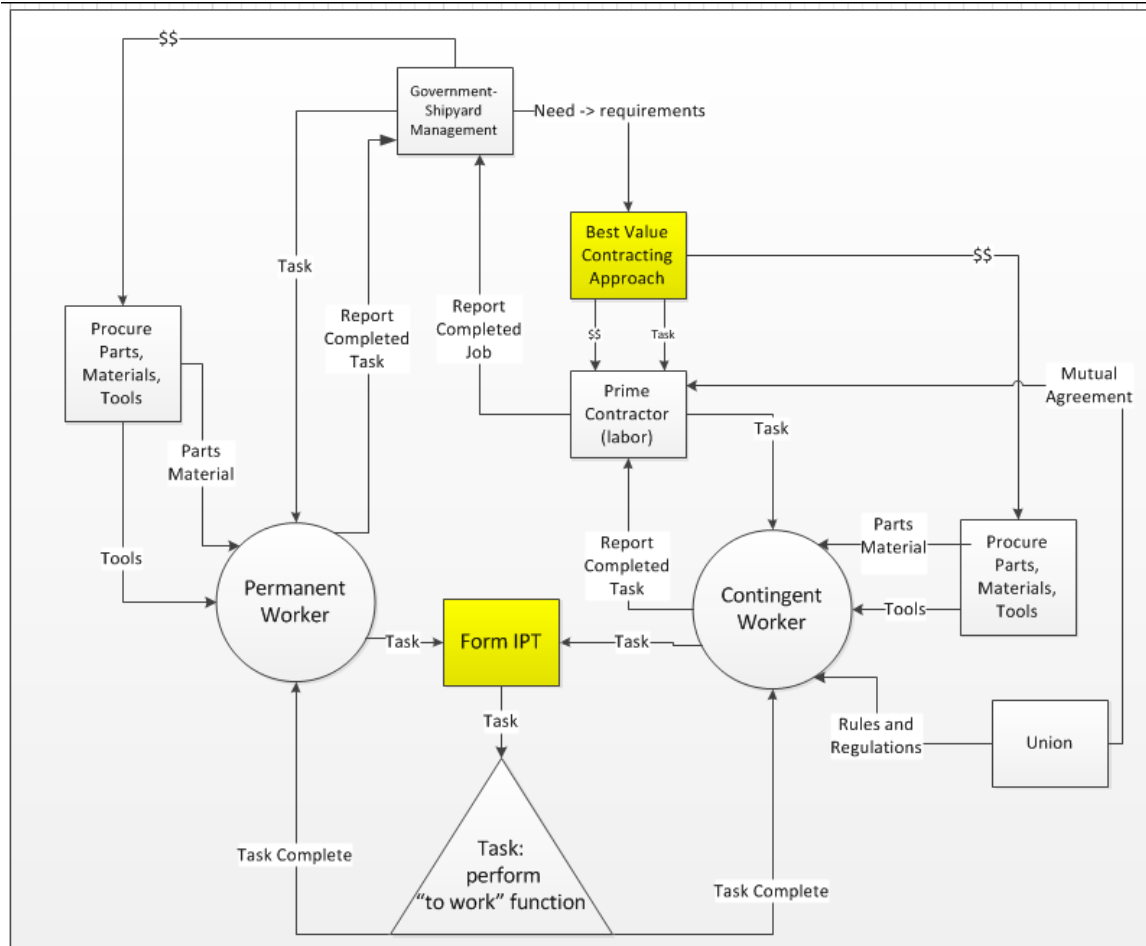 $$
Government-
Shipyard
Management
Need -> requirements
Best Value
Contracting
Approach
$$
Task
Report
Completed
Task
Report
Completed
Job
$$
Task
Procure
Parts,
Materials,
Tools
Prime
Contractor
(labor)
Mutual
Agreement
Task
Parts
Material
Tools
Permanent
Worker
Report
Completed
Task
Contingent
Worker
Parts
Material
Tools
Procure
Parts,
Materials,
Tools
Task
Form IPT
Task
Task
Rules and
Regulations
Union
Task:
perform
“to work”
function
Task Complete
Task Complete